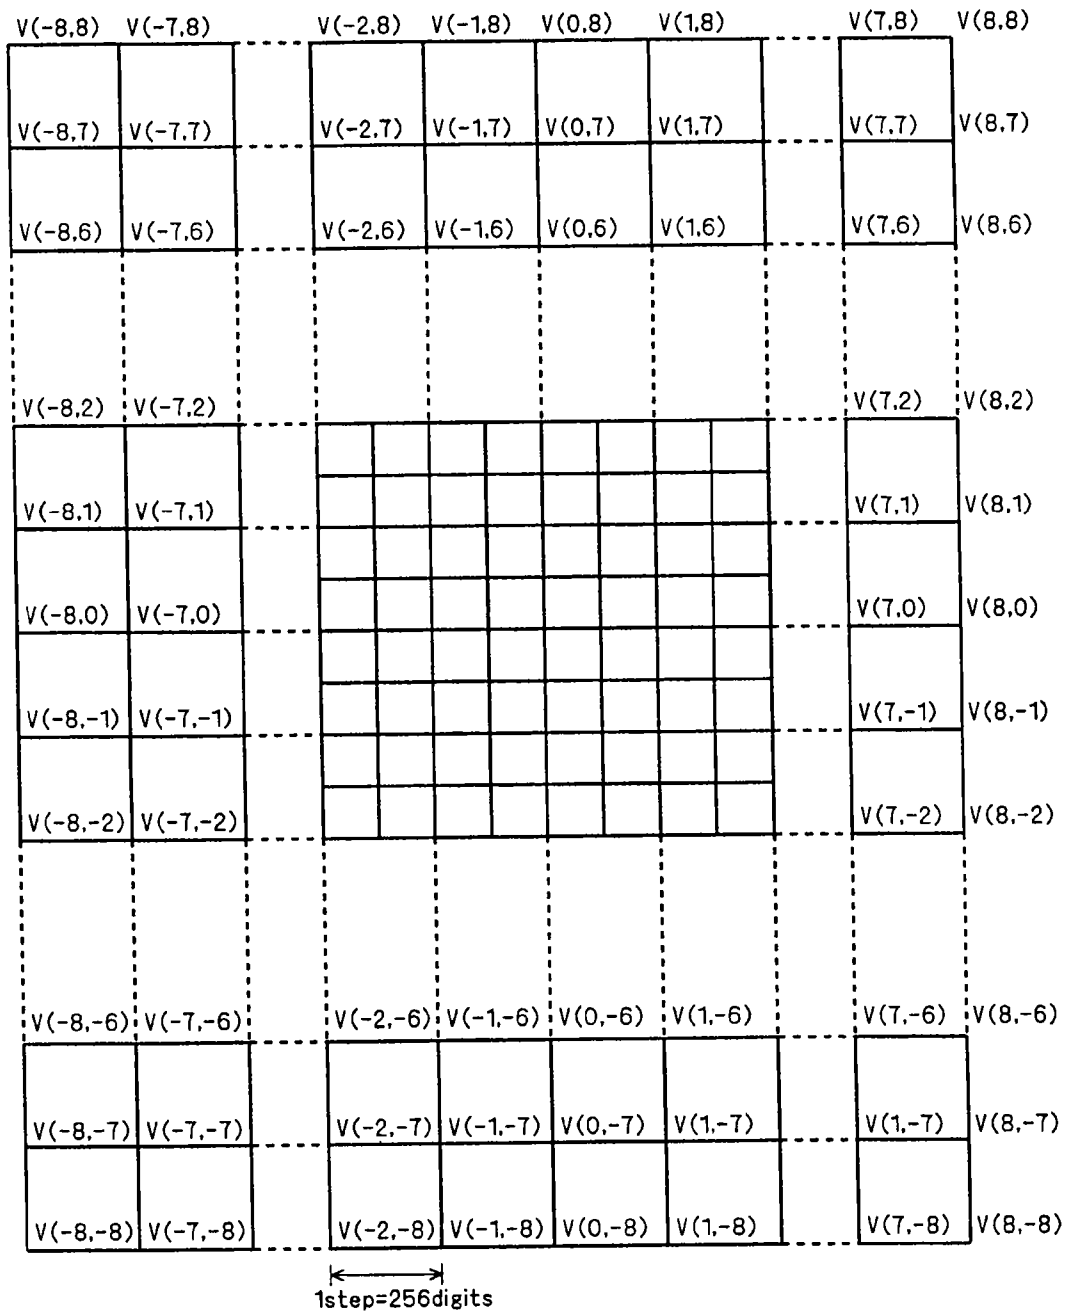 V(-8,8) V(-7,8) V(-2,8) V(-1,8) V(0,8) V(1,8) V(7,8) V(8,8)
V(-8,7) V(-7,7) V(-2,7) V(-1,7) V(0,7) V(1,7) V(7,7) V(8,7)
V(-8,6) V(-7,6) V(-2,6) V(-1,6) V(0,6) V(1,6) V(7,6) V(8,6)
V(-8,2) V(-7,2) V(7,2) V(8,2)
V(-8,1) V(-7,1) V(7,1) V(8,1)
V(-8,0) V(-7,0) V(7,0) V(8,0)
V(-8,-1) V(-7,-1) V(7,-1) V(8,-1)
V(-8,-2) V(-7,-2) V(7,-2) V(8,-2)
V(-8,-6) V(-7,-6) V(-2,-6) V(-1,-6) V(0,-6) V(1,-6) V(7,-6) V(8,-6)
V(-8,-7) V(-7,-7) V(-2,-7) V(-1,-7) V(0,-7) V(1,-7) V(1,-7) V(8,-7)
V(-8,-8) V(-7,-8) V(-2,-8) V(-1,-8) V(0,-8) V(1,-8) V(7,-8) V(8,-8)
1step=256digits